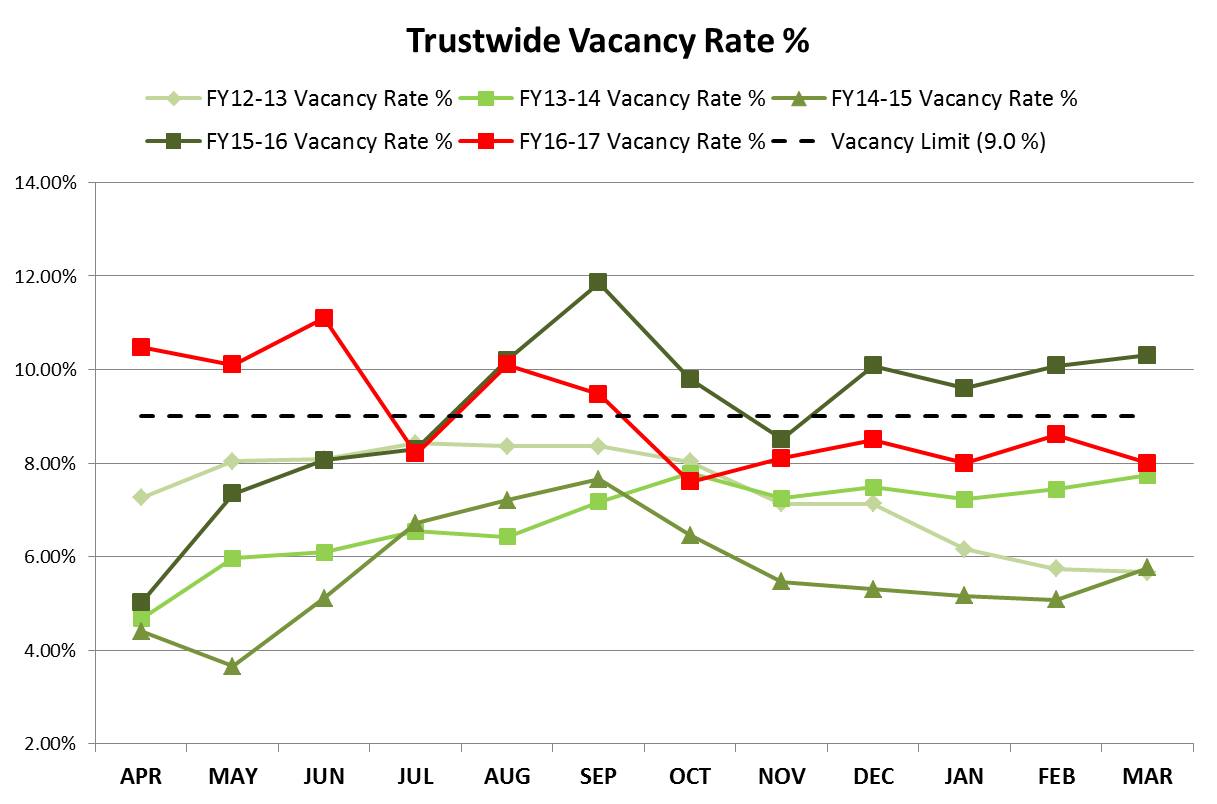 Trustwide Vacancy Rate %
FY12-13 Vacancy Rate % FY13-14 Vacancy Rate % FY14-15 Vacancy Rate %
FY15-16 Vacancy Rate % FY16-17 Vacancy Rate % Vacancy Limit (9.0 %)
14.00%
12.00%
10.00%
8.00%
6.00%
4.00%
2.00%
APR MAY JUN JUL AUG SEP OCT NOV DEC JAN FEB MAR